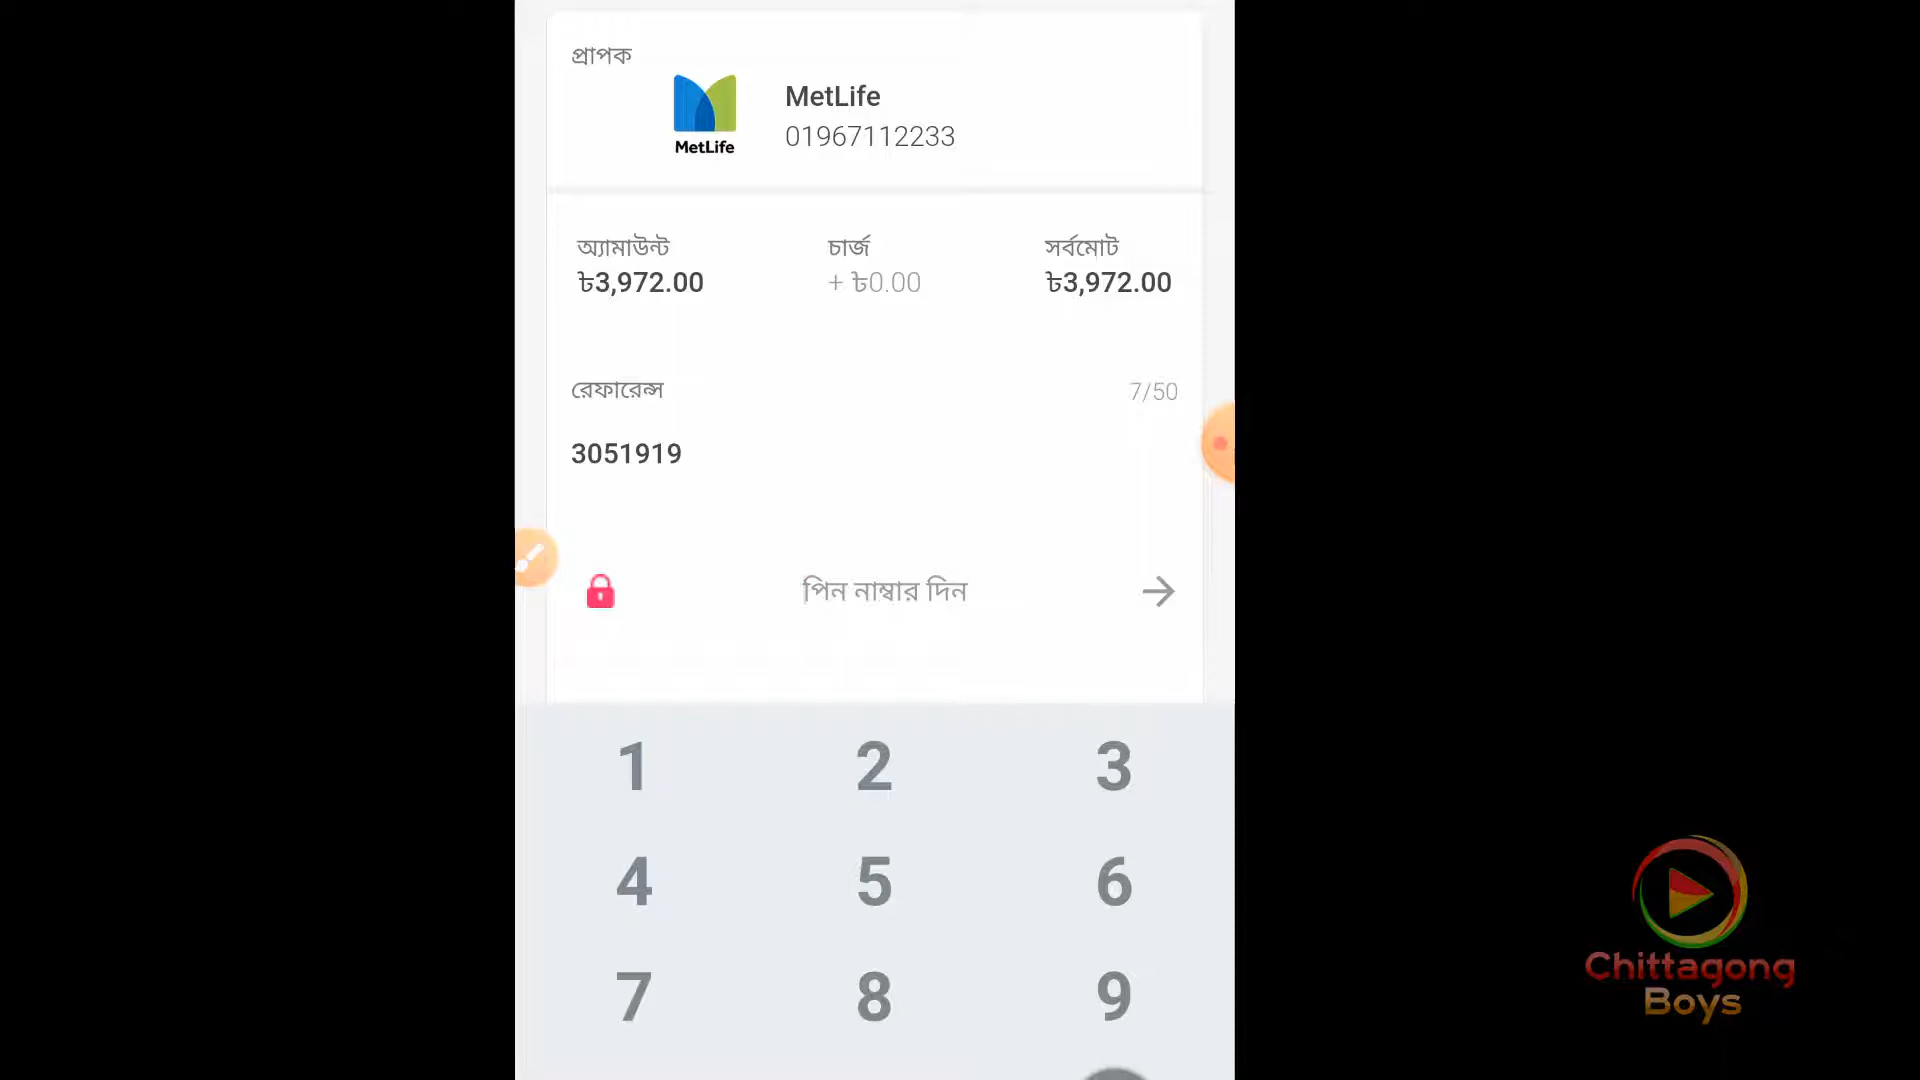 প্রাপক
MetLife
MetLife
01967112233
অ্যামাউন্ট চার্জ সর্বমোট
৳3,972.00 + ৳0.00 ৳3,972.00
রেফারেন্স 7/50
3051919
পিন নাম্বার দিন
1 2 3
4 5 6
7 8 9
Chittagong
Boys